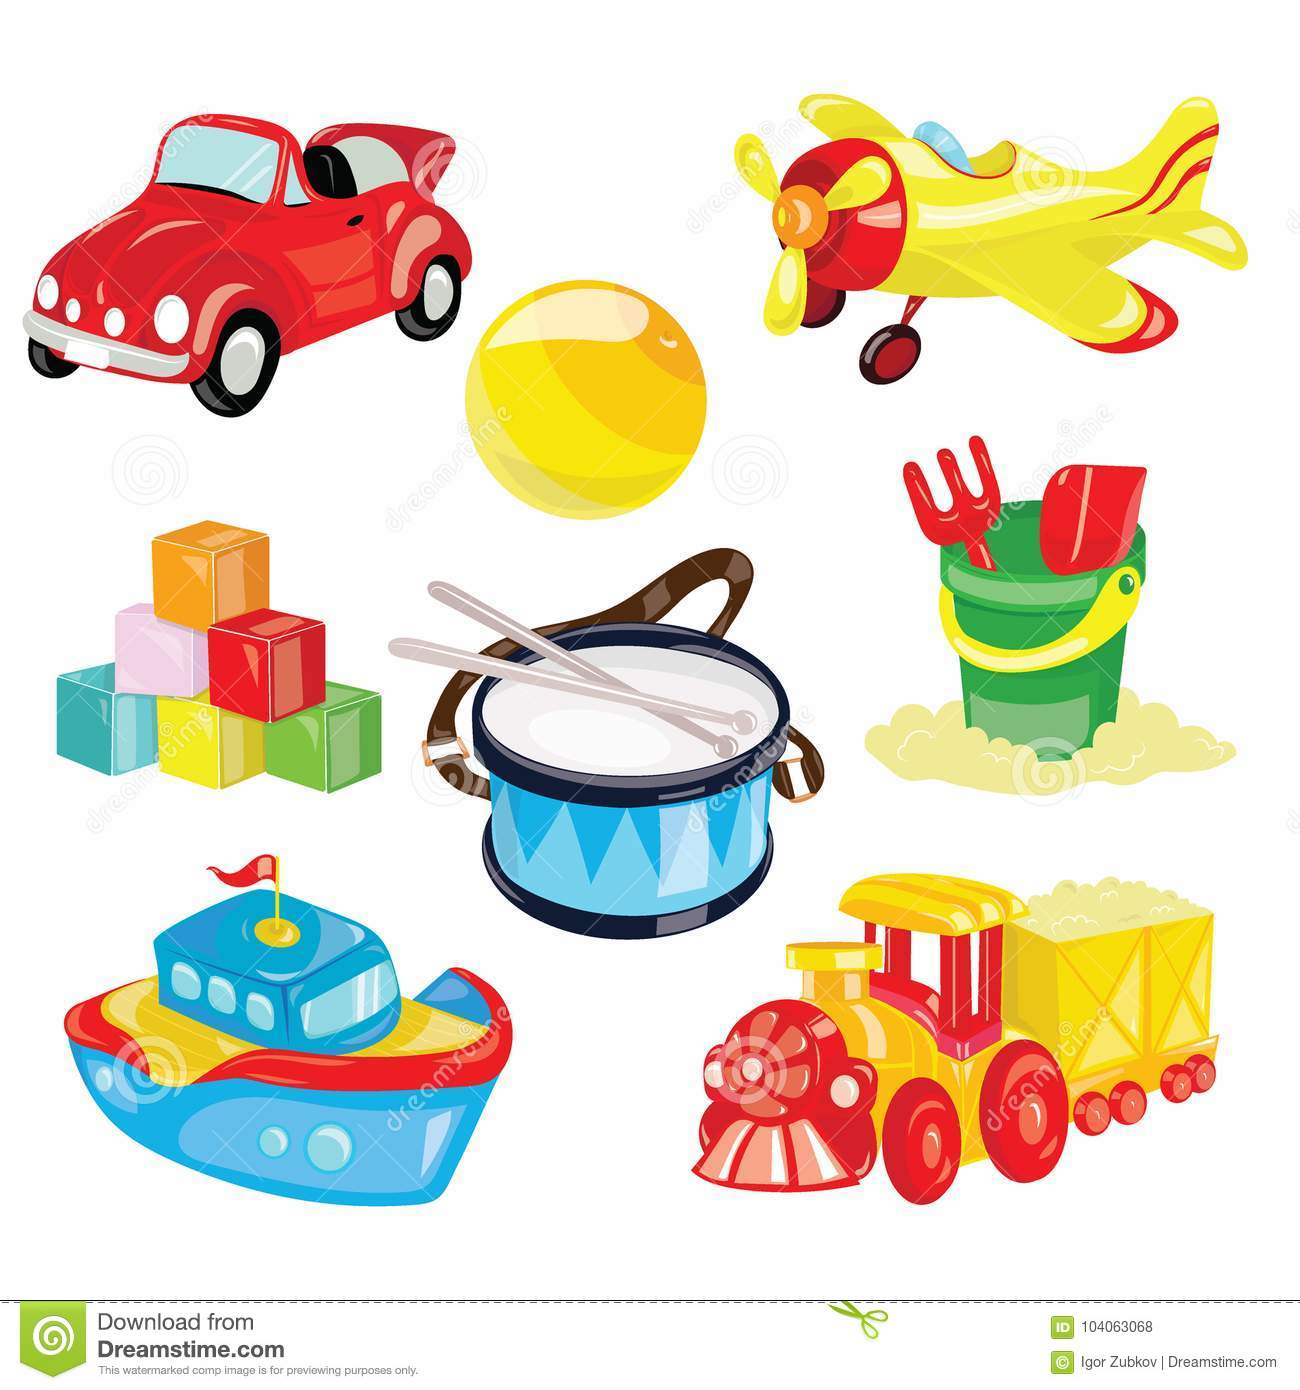 Download from
Dreamstime.com
This watermarked comp image is for previewing purposes only.
ID 104063068
© Igor Zubkov | Dreamstime.com